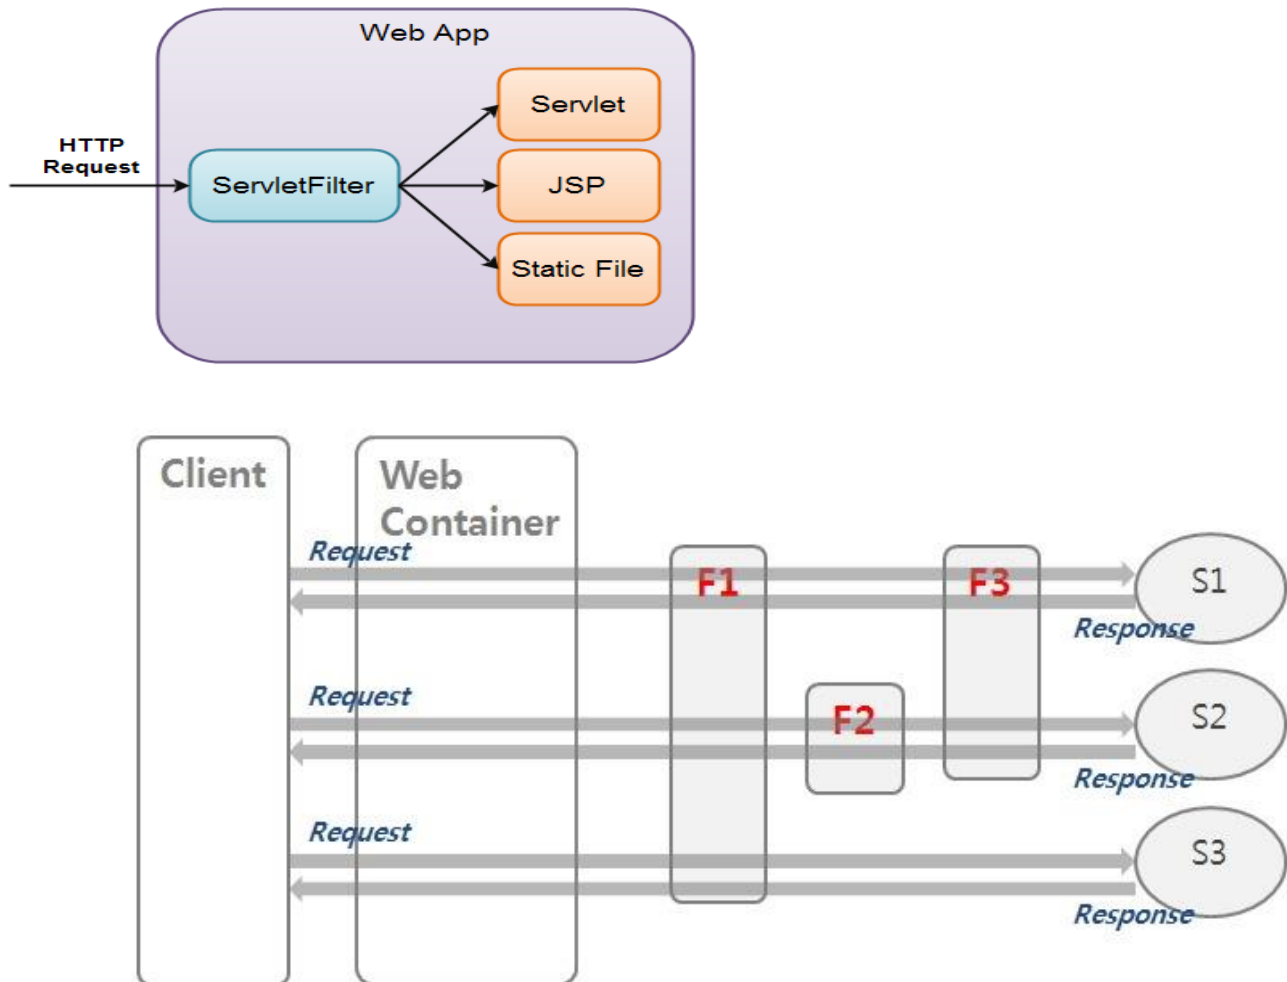 Web App
HTTP
Request
ServletFilter
Servlet
JSP
Static File
Client
Web
Container
Request
F1
F3
S1
Response
Request
F2
S2
Response
Request
S3
Response